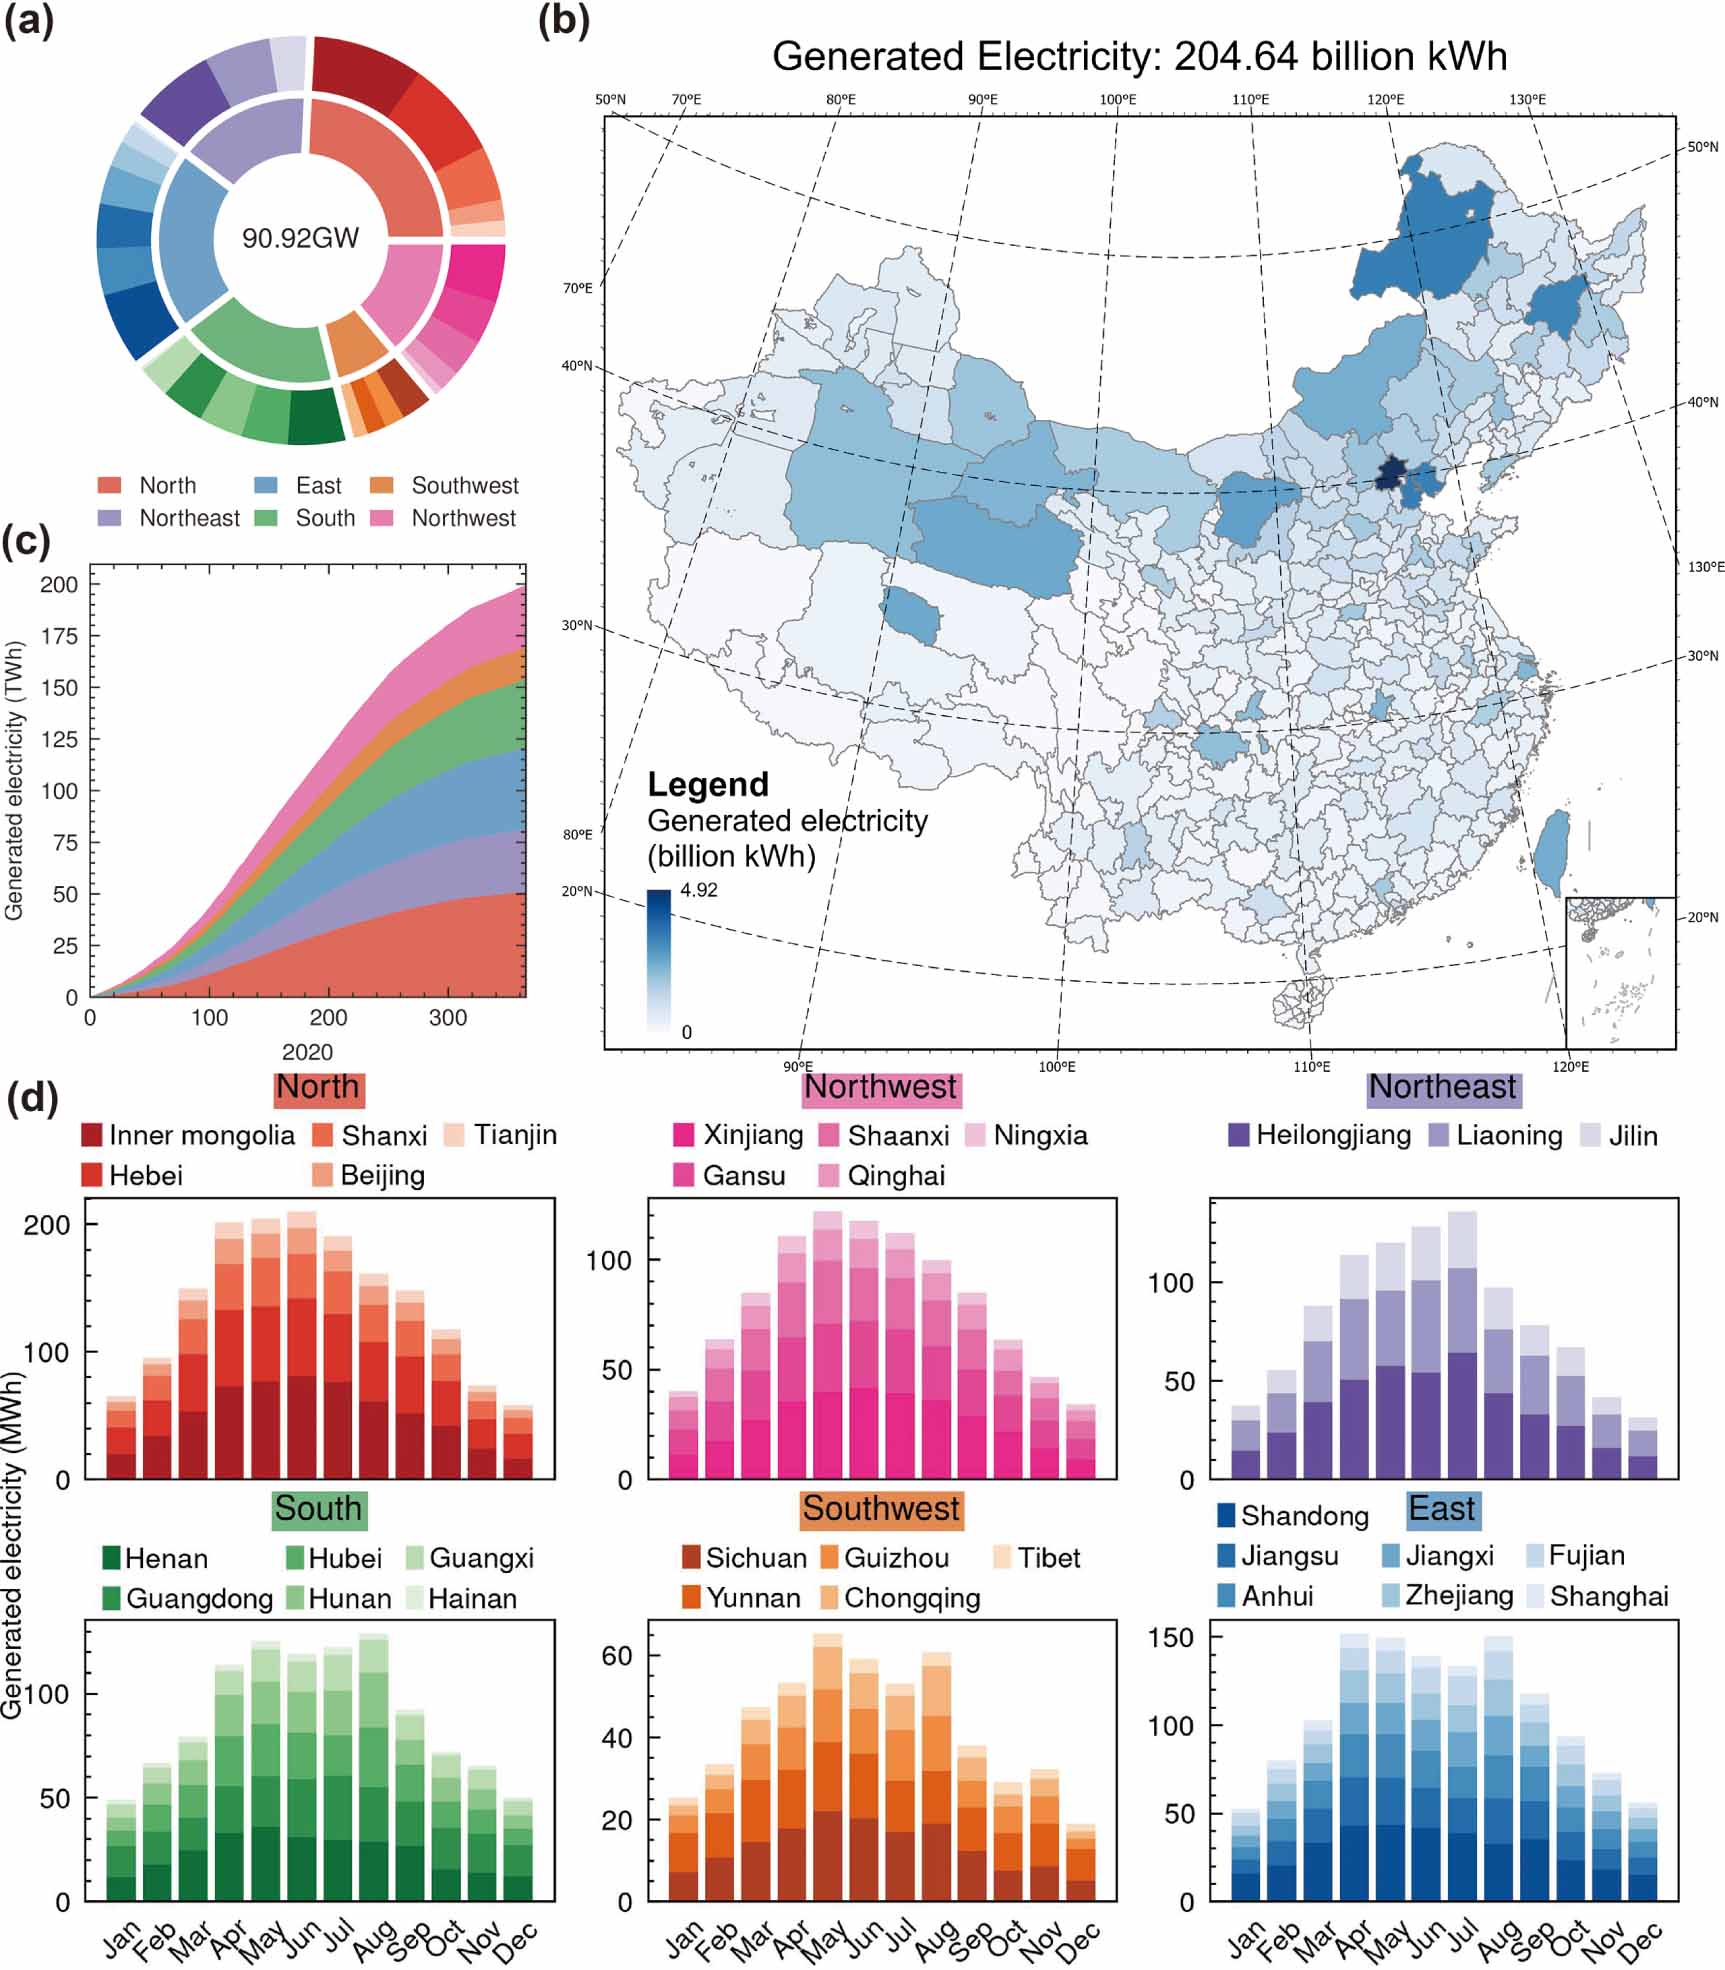 (a)
90.92GW
North East Southwest
Northeast South Northwest
(b)
Generated Electricity: 204.64 billion kWh
50°N 70°E 80°E 90°E 100°E 110°E 120°E 130°E
50°N
70°E
40°N
40°N
130°E
30°N
30°N
80°E
20°N
20°N
90°E 100°E 110°E 120°E
Legend
Generated electricity
(billion kWh)
4.92
0
(c)
Generated electricity (TWh)
200
175
150
125
100
75
50
25
0
0 100 200 300
2020
(d)
Generated electricity (MWh)
North
Inner mongolia Shanxi Tianjin
Hebei Beijing
200
100
0
Northwest
Xinjiang Shaanxi Ningxia
Gansu Qinghai
100
50
0
Northeast
Heilongjiang Liaoning Jilin
100
50
0
South
Henan Hubei Guangxi
Guangdong Hunan Hainan
100
50
0
Jan Feb Mar Apr May Jun Jul Aug Sep Oct Nov Dec
Southwest
Sichuan Guizhou Tibet
Yunnan Chongqing
60
40
20
0
Jan Feb Mar Apr May Jun Jul Aug Sep Oct Nov Dec
Shandong East
Jiangsu Jiangxi Fujian
Anhui Zhejiang Shanghai
150
100
50
0
Jan Feb Mar Apr May Jun Jul Aug Sep Oct Nov Dec